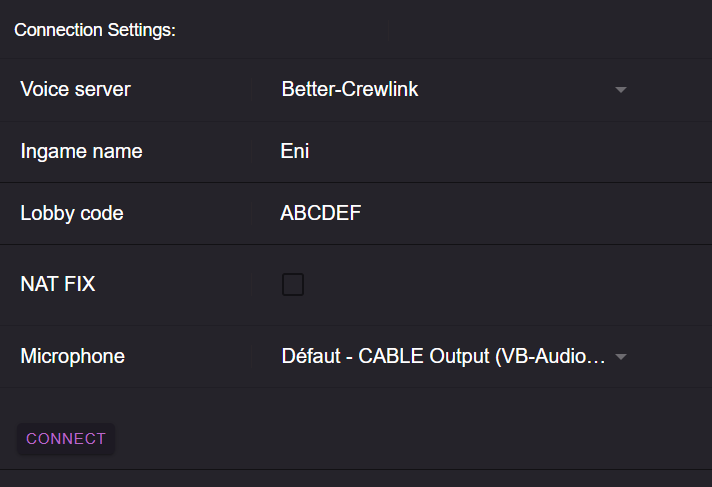 Connection Settings:
Voice server Better-Crewlink
Ingame name Eni
Lobby code ABCDEF
NAT FIX
Microphone Défaut - CABLE Output (VB-Audio…
CONNECT